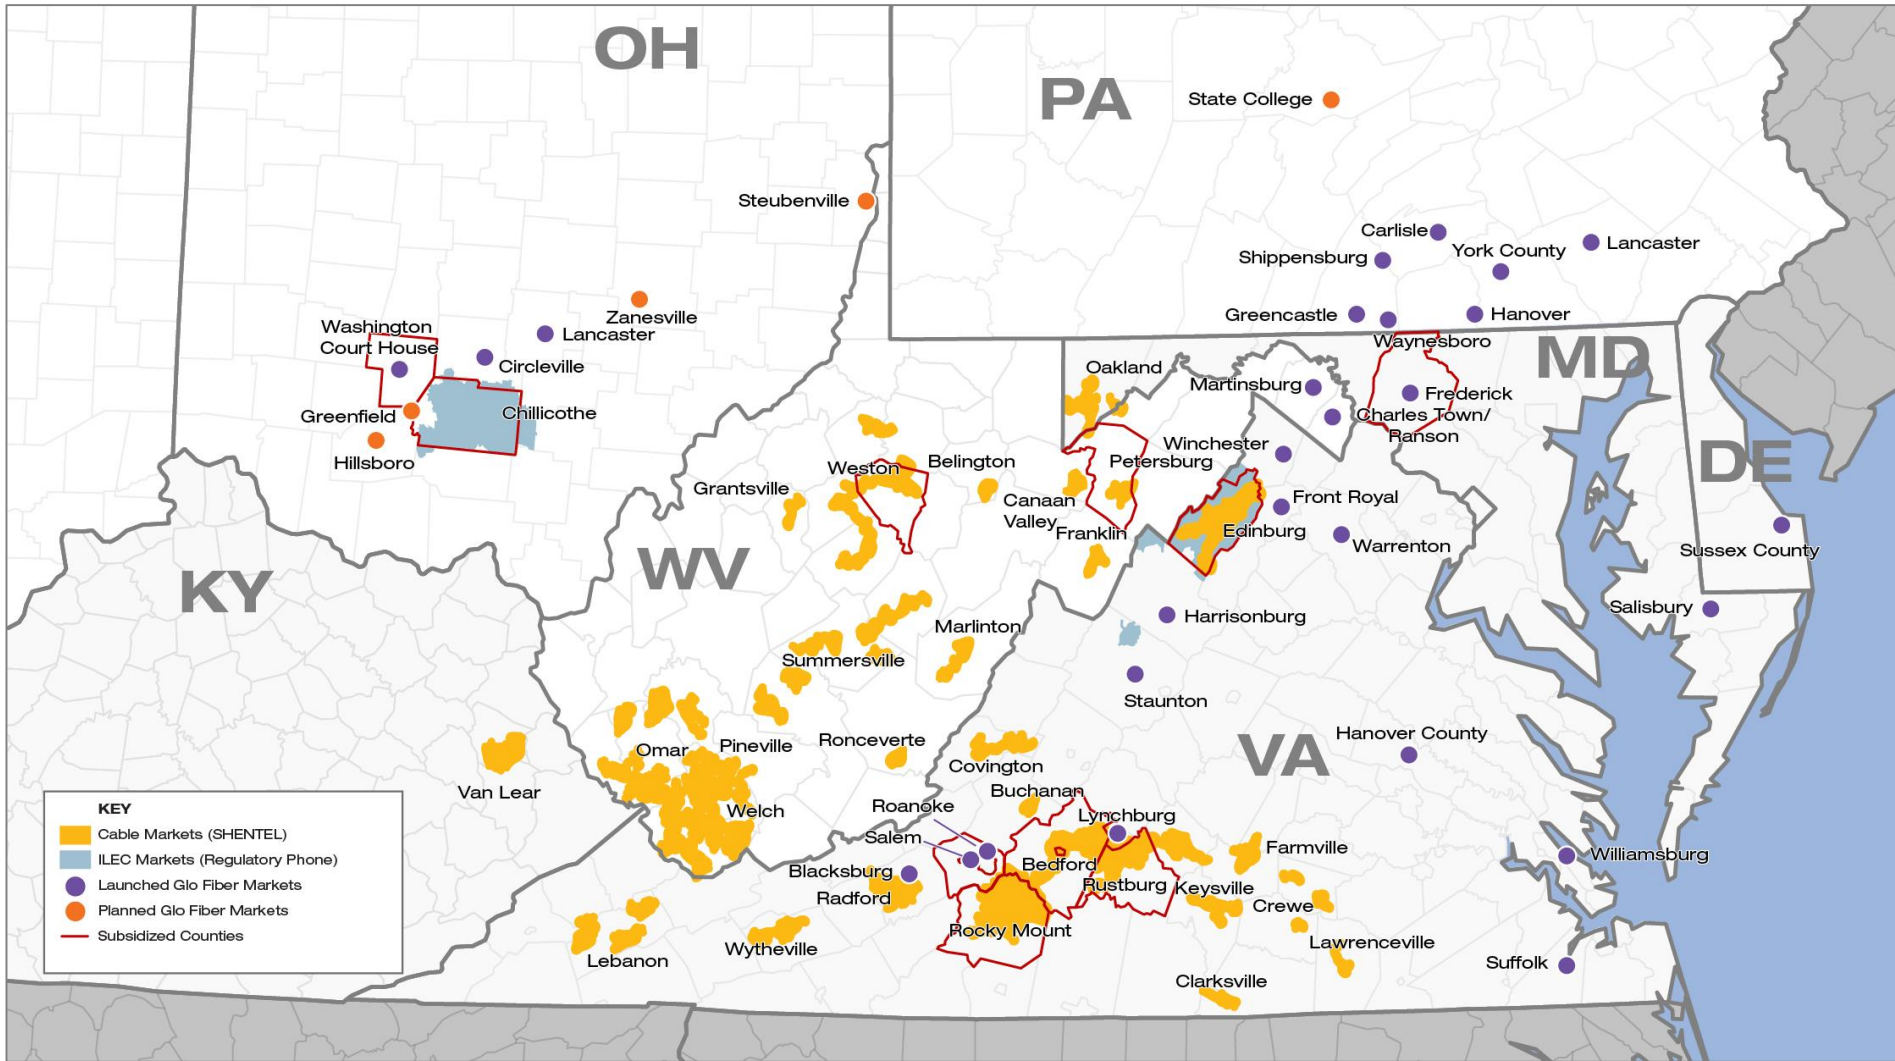 OH
PA
State College
Steubenville
Carlisle
York County
Lancaster
Shippensburg
Zanesville
Greencastle
Hanover
Washington
Court House
Lancaster
Waynesboro
MD
Circleville
Oakland
Martinsburg
Frederick
Greenfield
Chillicothe
Charles Town/
Ranson
Hillsboro
Winchester
Weston
Belington
Petersburg
DE
Grantsville
Canaan
Valley
Front Royal
Franklin
Edinburg
Warrenton
Sussex County
WV
KY
Salisbury
Harrisonburg
Marlinton
Summersville
Staunton
Hanover County
Omar
Pineville
Ronceverte
VA
Covington
Van Lear
Buchanan
Roanoke
Welch
Lynchburg
Salem
Farmville
Williamsburg
Bedford
Blacksburg
Rustburg
Keysville
Radford
Crewe
Rocky Mount
Lawrenceville
Wytheville
Lebanon
Suffolk
Clarksville
KEY
Cable Markets (SHENTEL)
ILEC Markets (Regulatory Phone)
Launched Glo Fiber Markets
Planned Glo Fiber Markets
Subsidized Counties